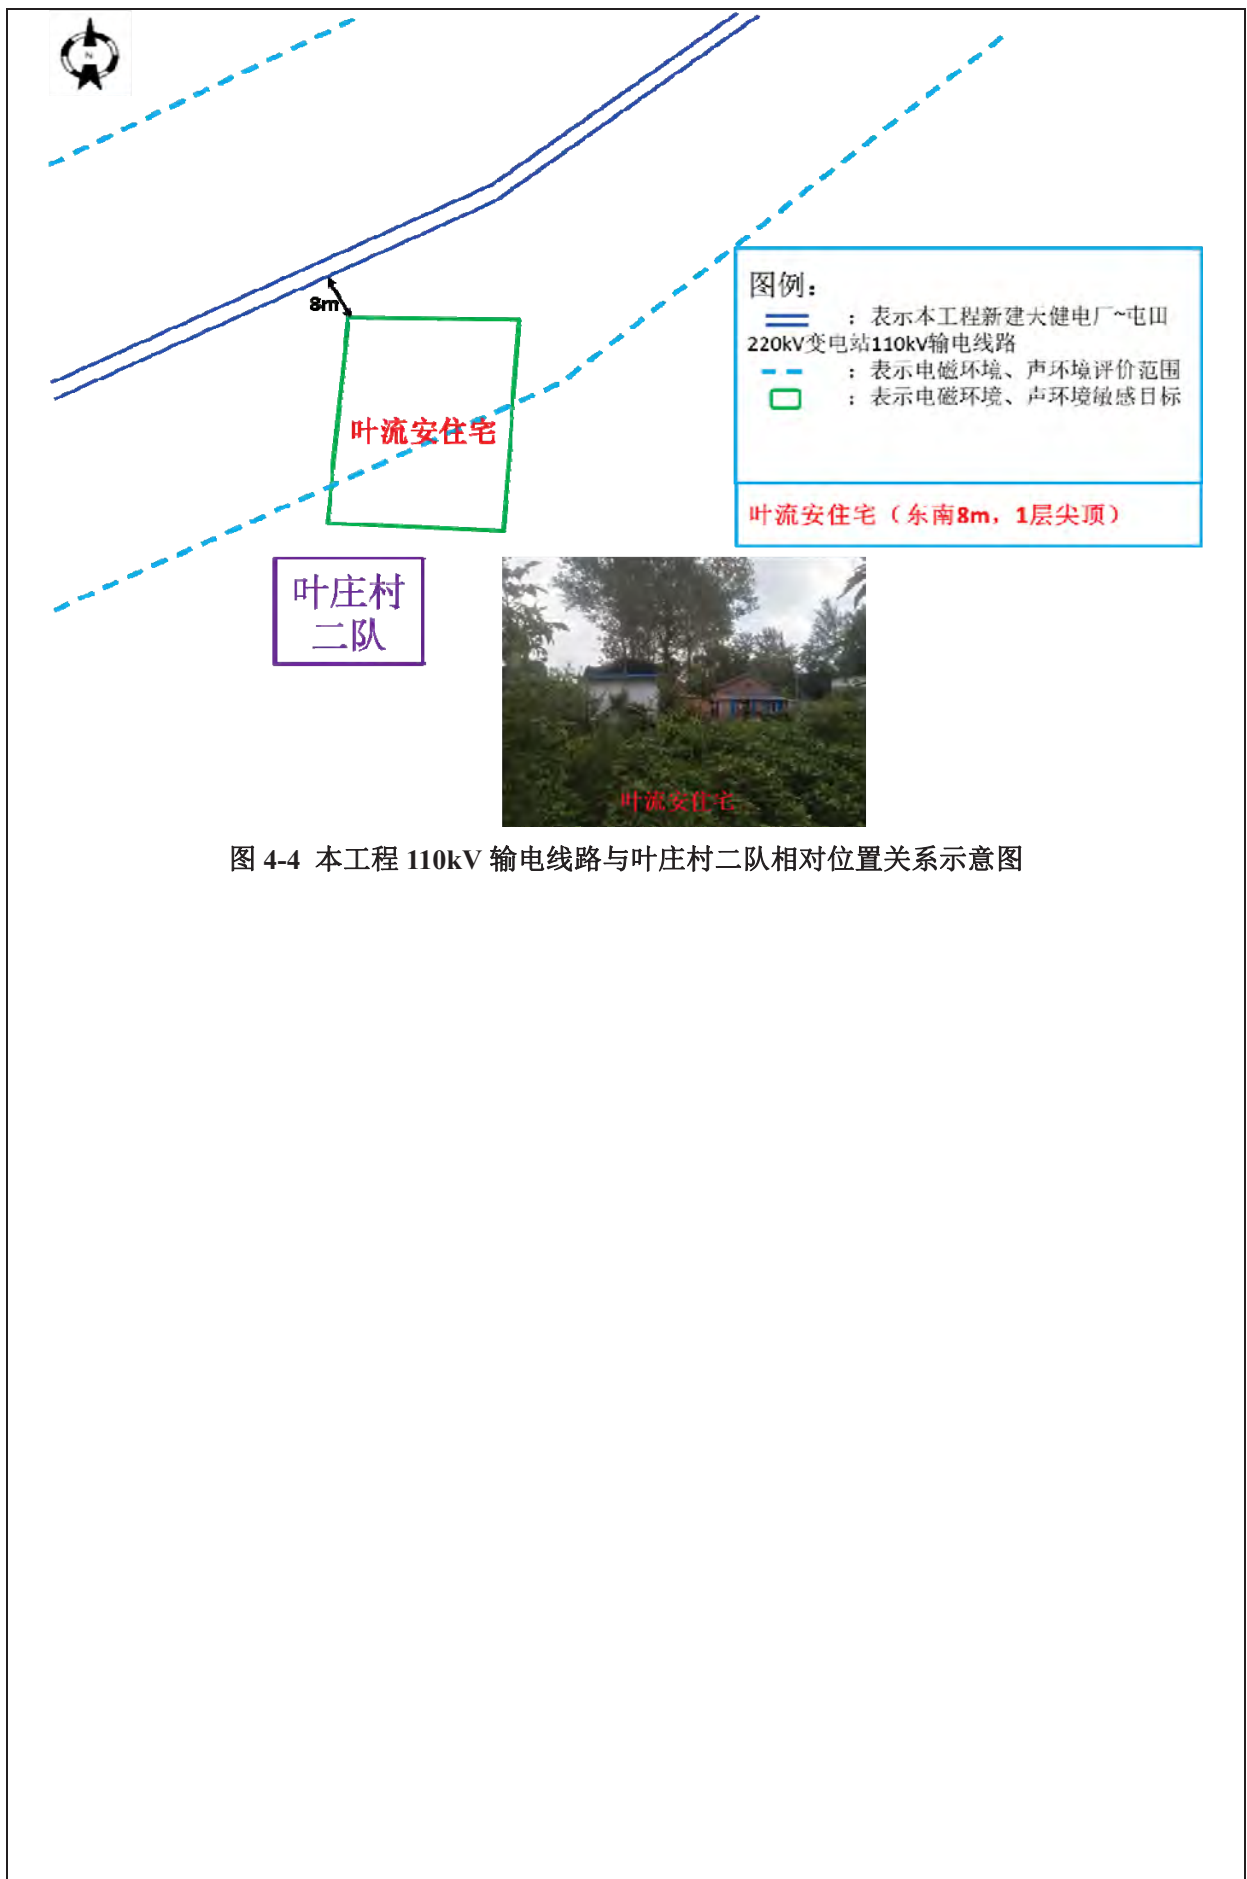 N
8m
叶流安住宅
图例：
：表示本工程新建大健电厂~屯田
220kV变电站110kV输电线路
：表示电磁环境、声环境评价范围
：表示电磁环境、声环境敏感目标
叶流安住宅（东南8m，1层尖顶）
叶庄村
二队
叶流安住宅
图 4-4 本工程 110kV 输电线路与叶庄村二队相对位置关系示意图